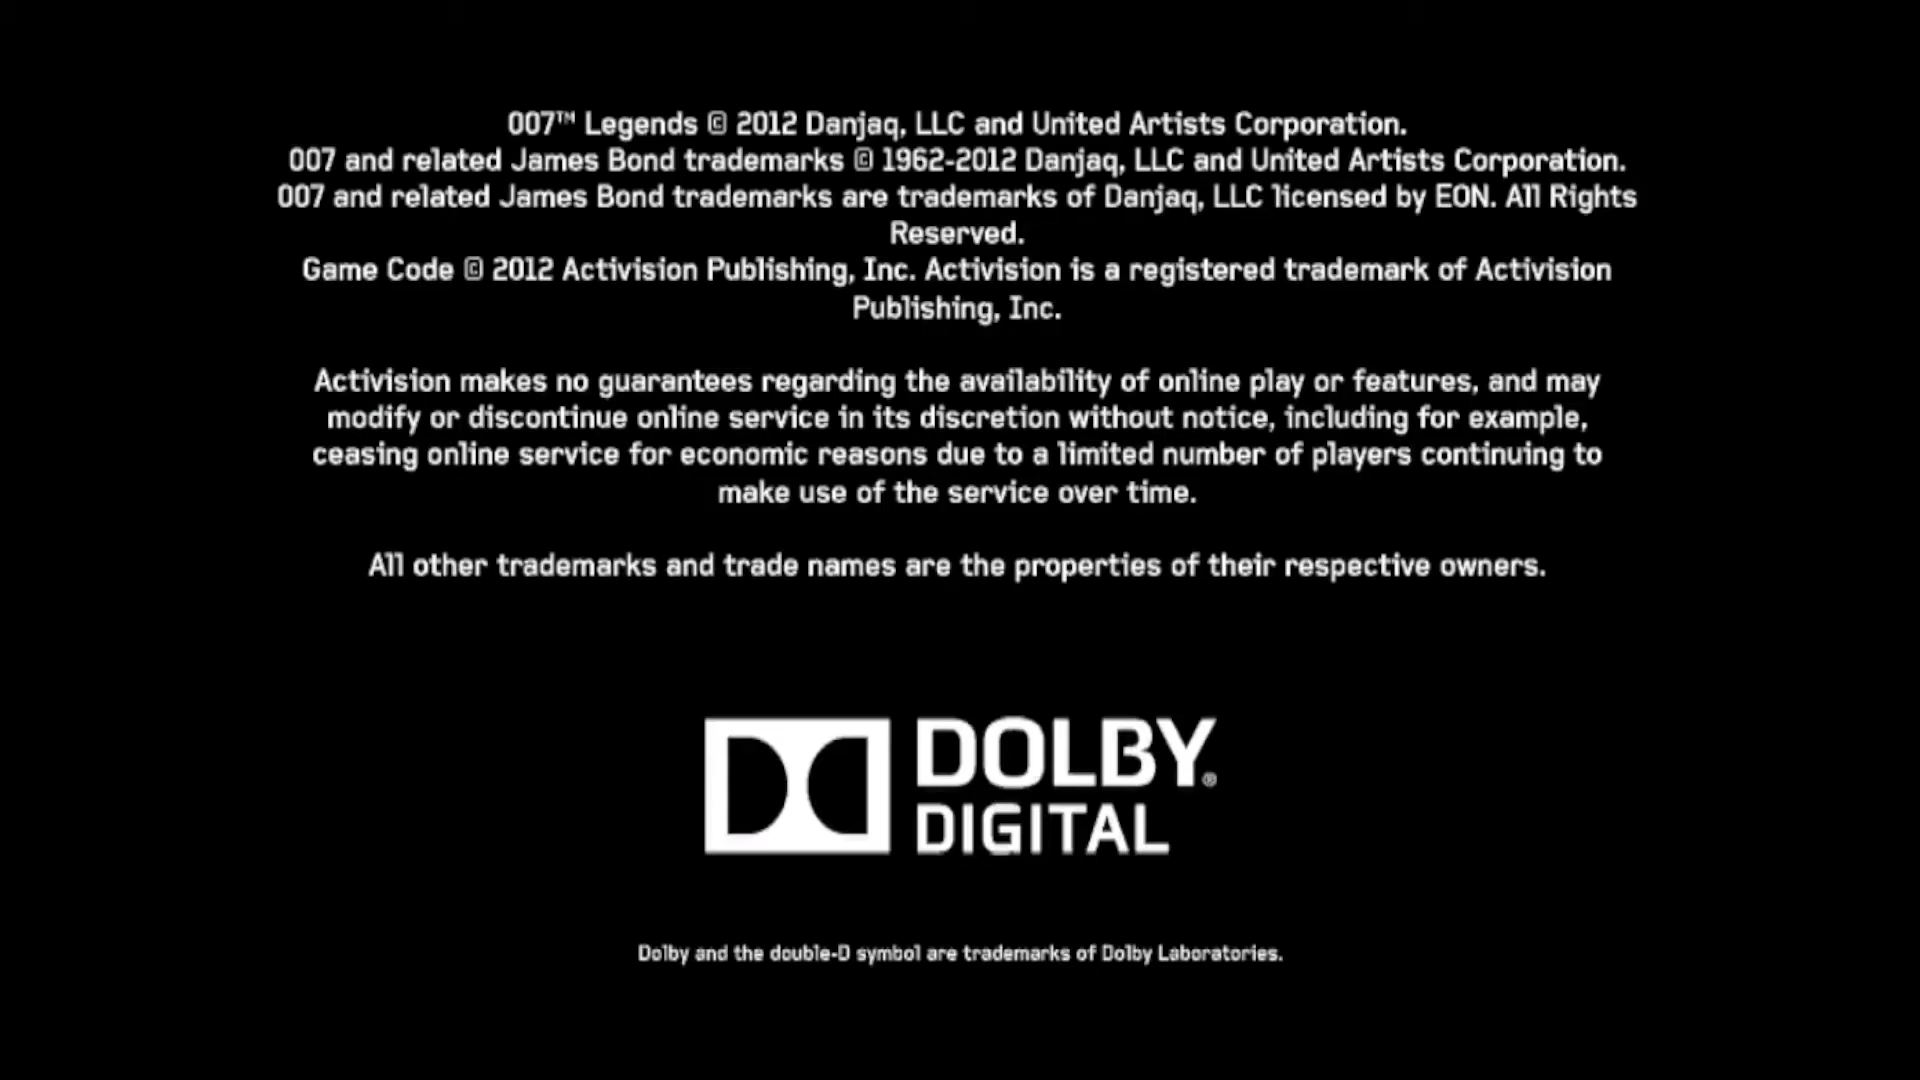 007™ Legends © 2012 Danjaq, LLC and United Artists Corporation.
007 and related James Bond trademarks © 1962-2012 Danjaq, LLC and United Artists Corporation.
007 and related James Bond trademarks are trademarks of Danjaq, LLC licensed by EON. All Rights
Reserved.
Game Code © 2012 Activision Publishing, Inc. Activision is a registered trademark of Activision
Publishing, Inc.
Activision makes no guarantees regarding the availability of online play or features, and may
modify or discontinue online service in its discretion without notice, including for example,
ceasing online service for economic reasons due to a limited number of players continuing to
make use of the service over time.
All other trademarks and trade names are the properties of their respective owners.
DOLBY®
DIGITAL
Dolby and the double-D symbol are trademarks of Dolby Laboratories.